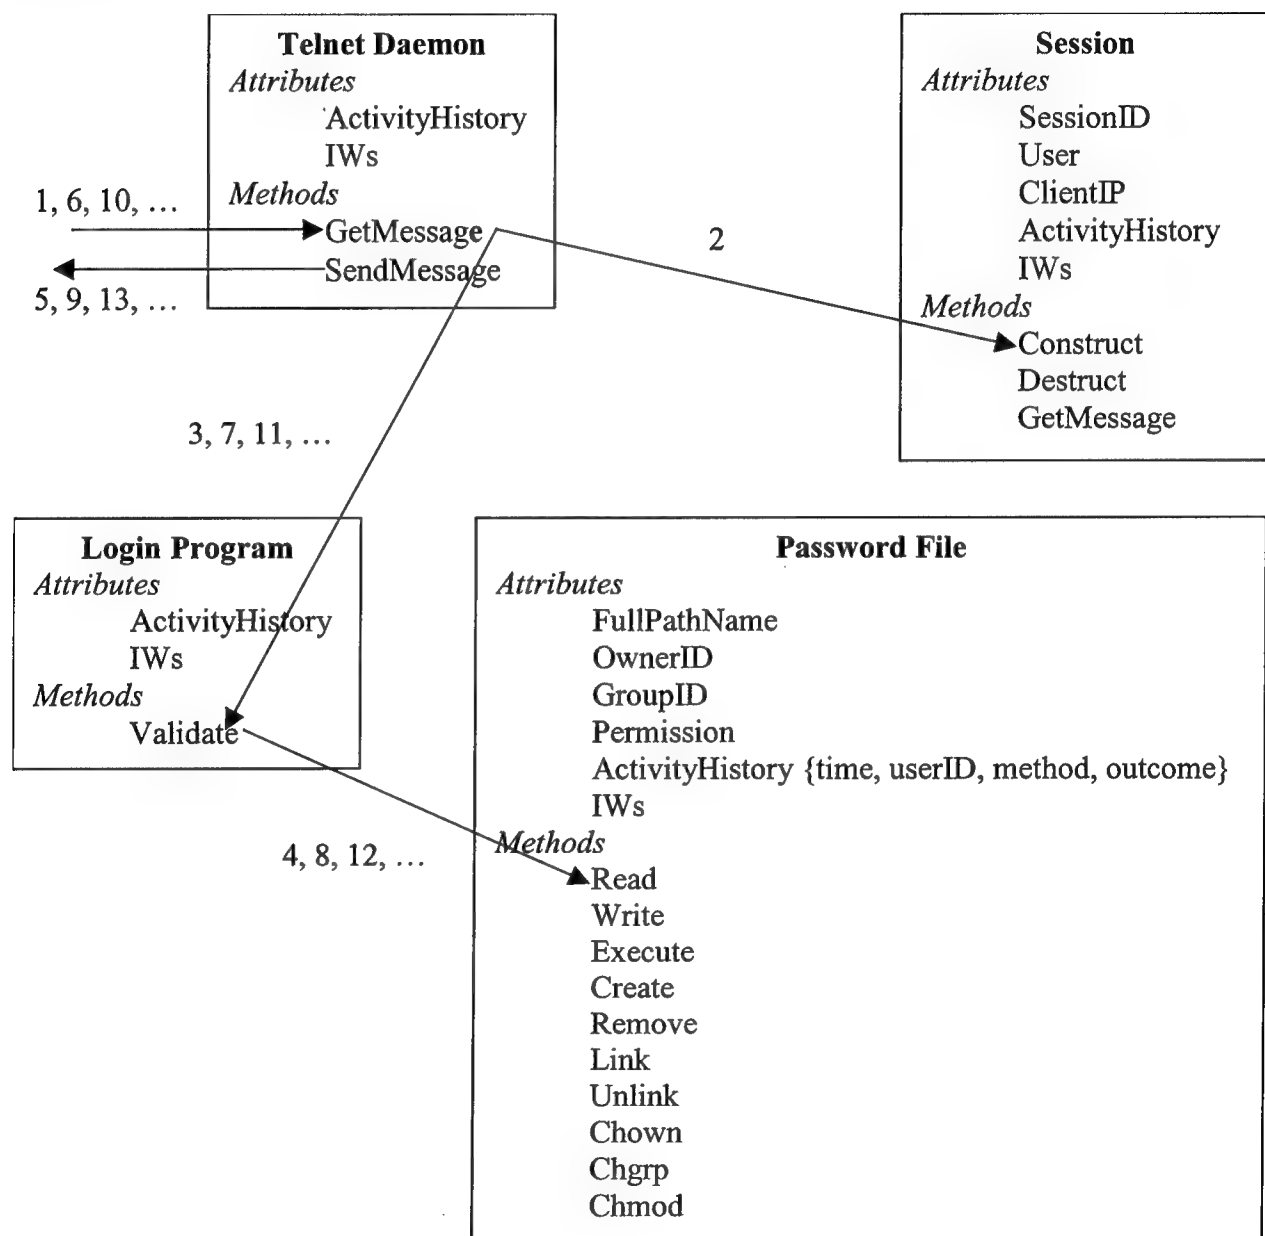 Telnet Daemon
Attributes
ActivityHistory
IWs
Methods
GetMessage
SendMessage
1, 6, 10, ...
5, 9, 13, ...
2
Session
Attributes
SessionID
User
ClientIP
ActivityHistory
IWs
Methods
Construct
Destruct
GetMessage
3, 7, 11, ...
Login Program
Attributes
ActivityHistory
IWs
Methods
Validate
4, 8, 12, ...
Password File
Attributes
FullPathName
OwnerID
GroupID
Permission
ActivityHistory {time, userID, method, outcome}
IWs
Methods
Read
Write
Execute
Create
Remove
Link
Unlink
Chown
Chgrp
Chmod